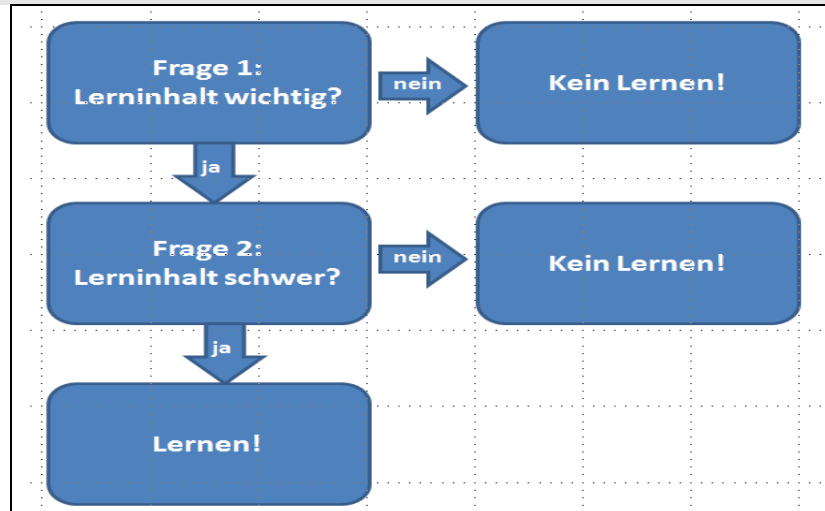 Frage 1:
Lerninhalt wichtig?
nein
Kein Lernen!
ja
Frage 2:
Lerninhalt schwer?
nein
Kein Lernen!
ja
Lernen!